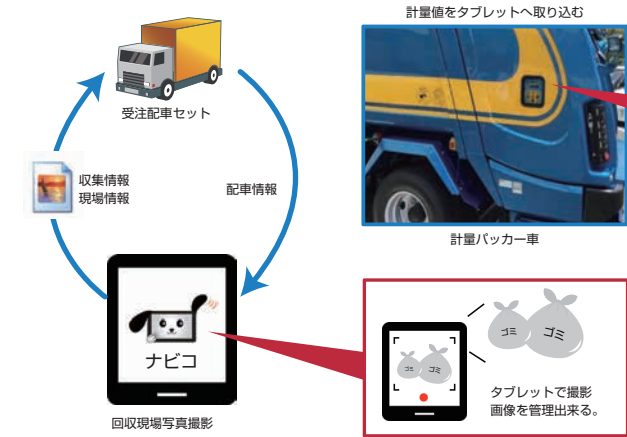 計量値をタブレットへ取り込む
受注配車セット
収集情報
現場情報
配車情報
計量パッカー車
ナビコ
ゴミ
ゴミ
ゴミ
ゴミ
タブレットで撮影
画像を管理出来る。
回収現場写真撮影